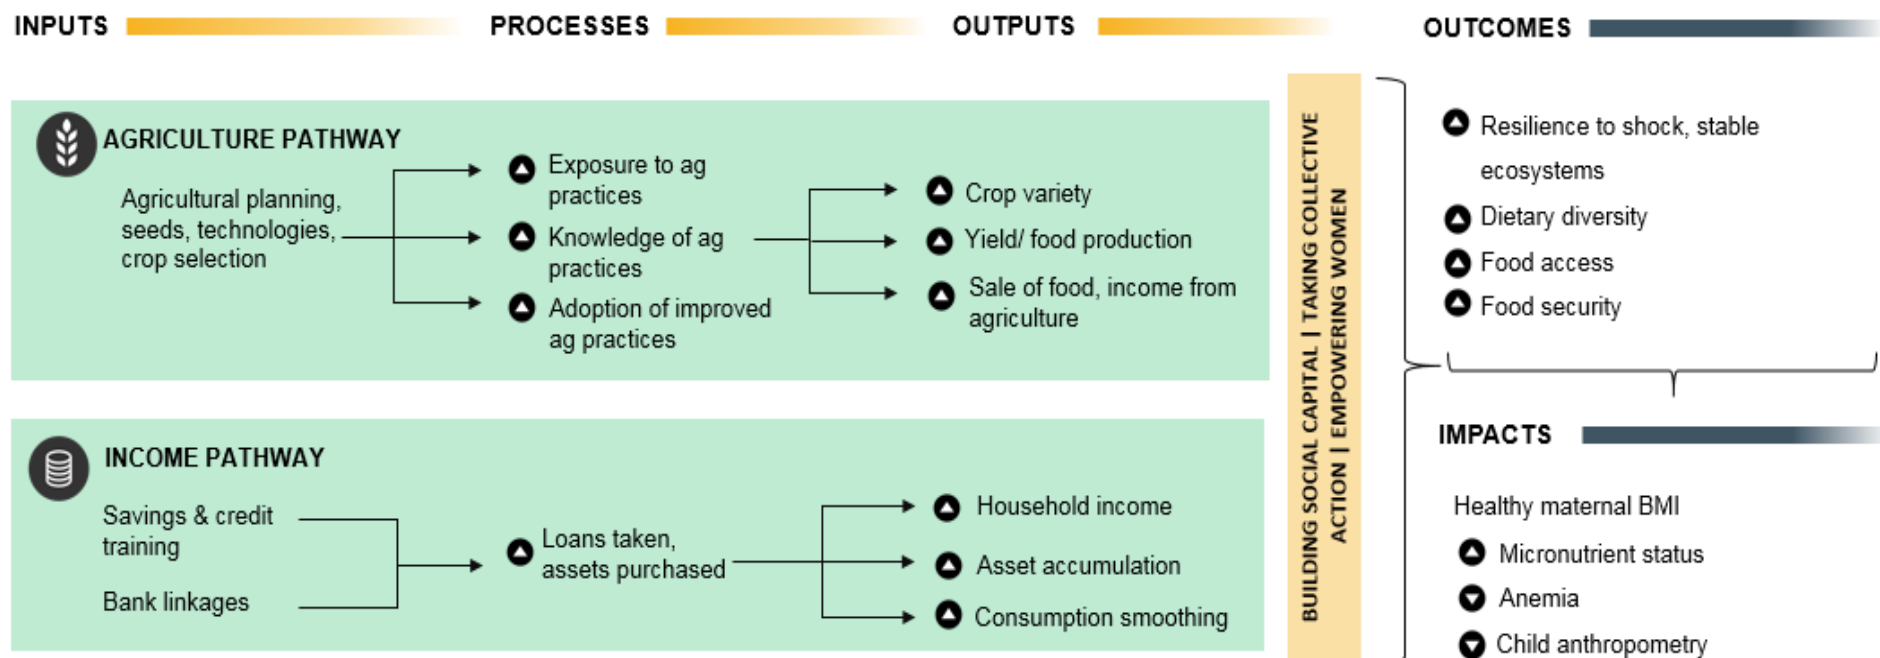 INPUTS
PROCESSES
OUTPUTS
OUTCOMES
AGRICULTURE PATHWAY
Agricultural planning,
seeds, technologies,
crop selection
Exposure to ag
practices
Knowledge of ag
practices
Adoption of improved
ag practices
Crop variety
Yield/ food production
Sale of food, income from
agriculture
INCOME PATHWAY
Savings & credit
training
Bank linkages
Loans taken,
assets purchased
Household income
Asset accumulation
Consumption smoothing
BUILDING SOCIAL CAPITAL | TAKING COLLECTIVE
ACTION | EMPOWERING WOMEN
Resilience to shock, stable
ecosystems
Dietary diversity
Food access
Food security
IMPACTS
Healthy maternal BMI
Micronutrient status
Anemia
Child anthropometry